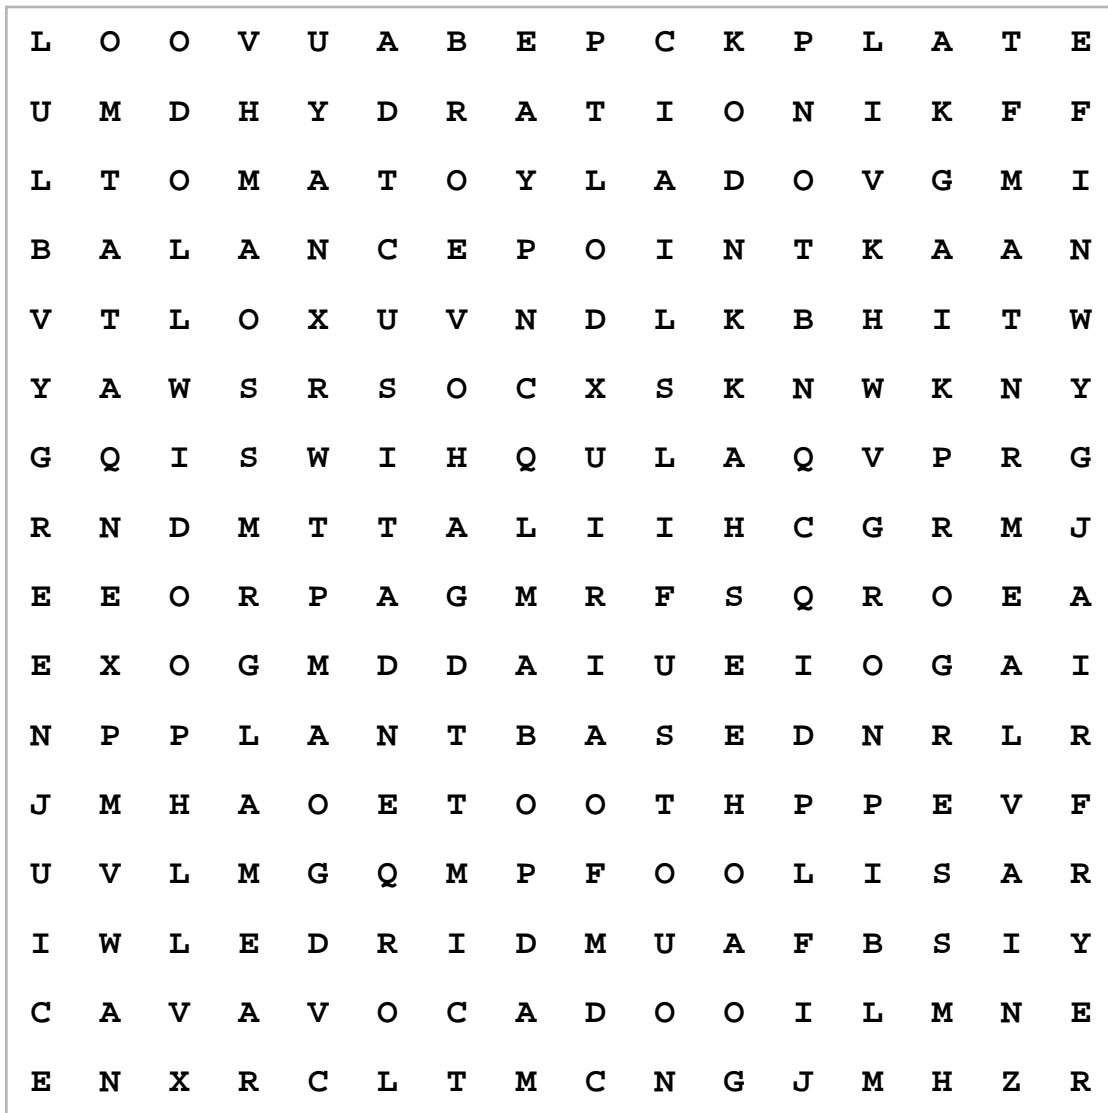 L O O V U A B E P C K P L A T E
U M D H Y D R A T I O N I K F F
L T O M A T O Y L A D O V G M I
B A L A N C E P O I N T K A A N
V T L O X U V N D L K B H I T W
Y A W S R S O C X S K N W K N Y
G Q I S W I H Q U L A Q V P R G
R N D M T T A L I I H C G R M J
E E O R P A G M R F S Q R O E A
E X O G M D D A I U E I O G A I
N P P L A N T B A S E D N R L R
J M H A O E T O O T H P P E V F
U V L M G Q M P F O O L I S A R
I W L E D R I D M U A F B S I Y
C A V A V O C A D O O I L M N E
E N X R C L T M C N G J M H Z R